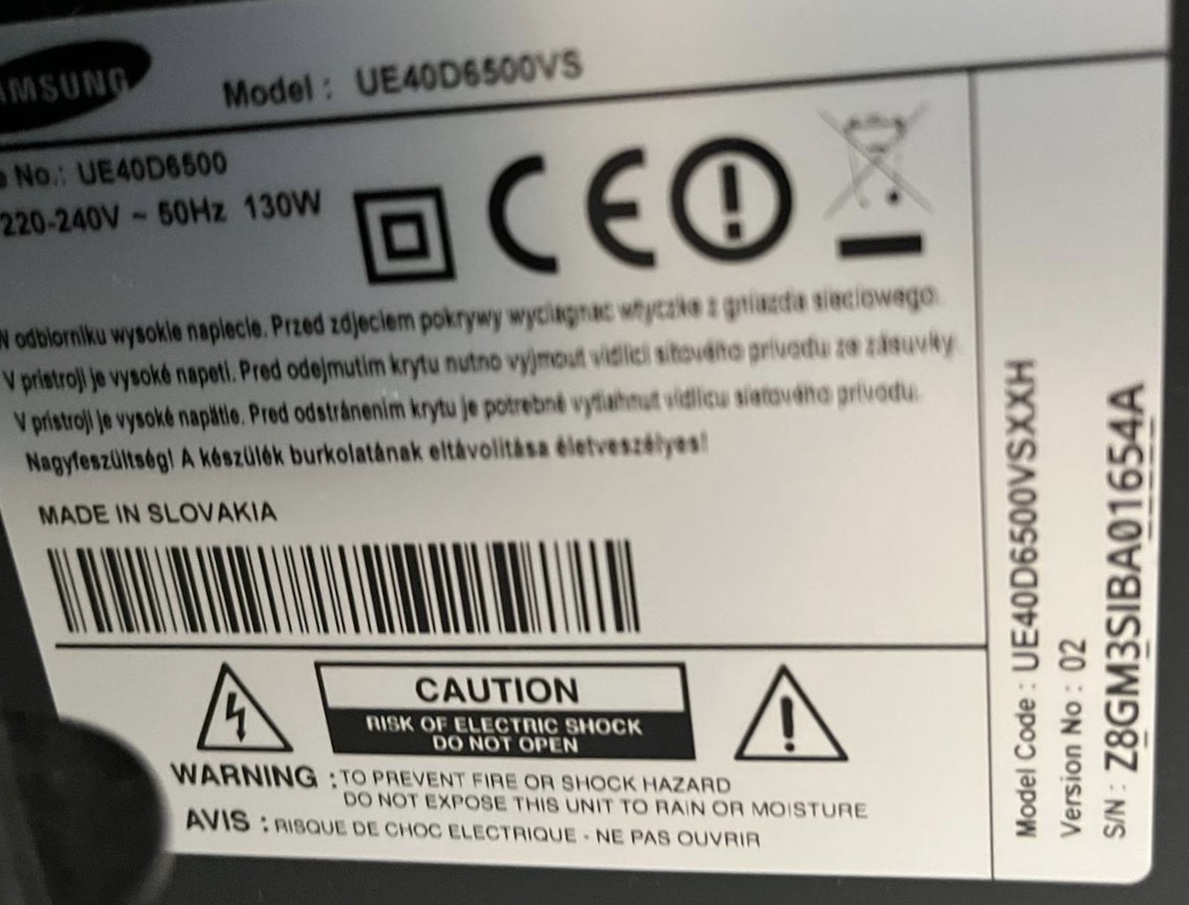 SAMSUNG
Model : UE40D6500VS
No.: UE40D6500
220-240V ~ 50Hz 130W
CE
W odbiorniku wysokie napiecie. Przed zdjeciem pokrywy wyciagnac wtyczke z gniazda sieciowego.
V pristroji je vysoké napeti. Pred odejmutim krytu nutno vyjmout vidlici sitového privodu ze zásuvky.
V pristroji je vysoké napätie. Pred odstránenim krytu je potrebné vytiahnut vidlicu sietového privodu.
Nagyfeszültség! A készülék burkolatának eltávolitása életveszélyes!
MADE IN SLOVAKIA
CAUTION
RISK OF ELECTRIC SHOCK
DO NOT OPEN
WARNING : TO PREVENT FIRE OR SHOCK HAZARD
DO NOT EXPOSE THIS UNIT TO RAIN OR MOISTURE
AVIS : RISQUE DE CHOC ELECTRIQUE - NE PAS OUVRIR
Model Code : UE40D6500VSXXH
Version No : 02
S/N : Z8GM3SIBA01654A